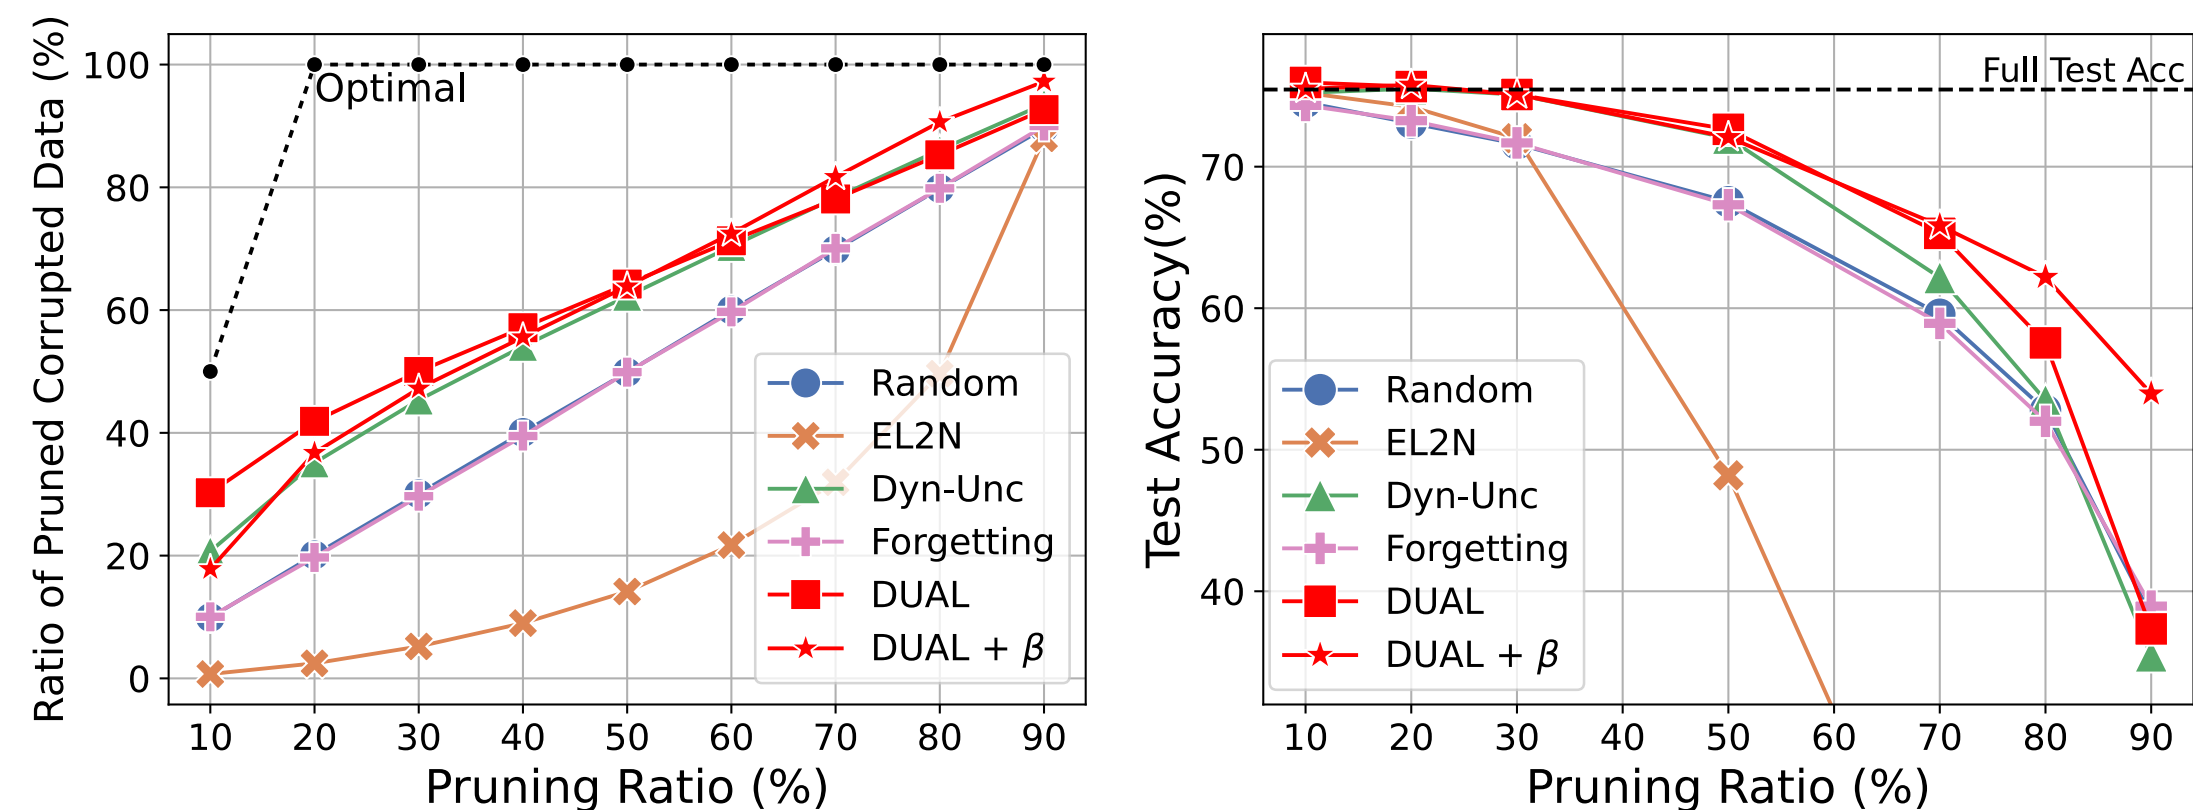 Ratio of Pruned Corrupted Data (%)
100
80
60
40
20
0
Optimal
Random
EL2N
Dyn-Unc
Forgetting
DUAL
DUAL + β
10 20 30 40 50 60 70 80 90
Pruning Ratio (%)
Test Accuracy(%)
70
60
50
40
Full Test Acc
Random
EL2N
Dyn-Unc
Forgetting
DUAL
DUAL + β
10 20 30 40 50 60 70 80 90
Pruning Ratio (%)